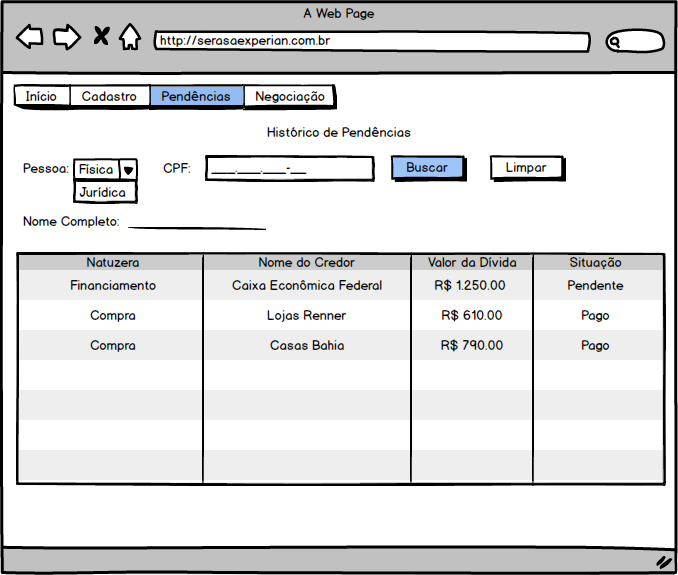 A Web Page
http://serasaexperian.com.br
Início Cadastro Pendências Negociação
Histórico de Pendências
Pessoa: Física CPF: ___.___.___-__ Buscar Limpar
Jurídica
Nome Completo: ____________________
Natuzera Nome do Credor Valor da Dívida Situação
Financiamento Caixa Econômica Federal R$ 1.250.00 Pendente
Compra Lojas Renner R$ 610.00 Pago
Compra Casas Bahia R$ 790.00 Pago